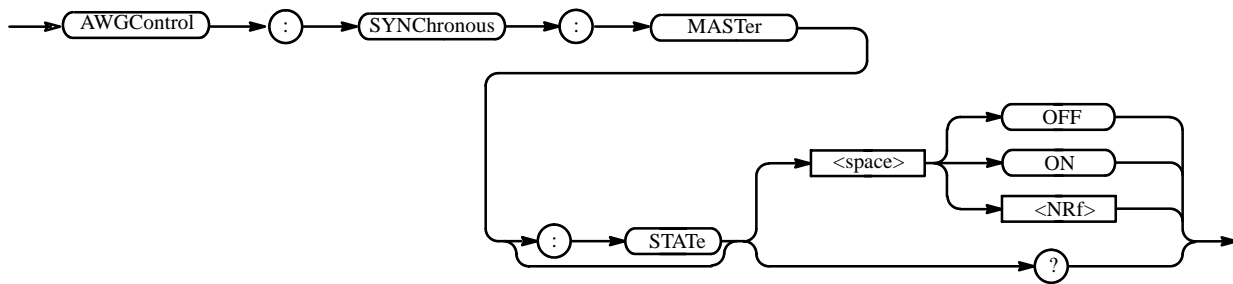 AWGControl : SYNChronous : MASTer
OFF
<space> ON
<NRf>
: STATe
?